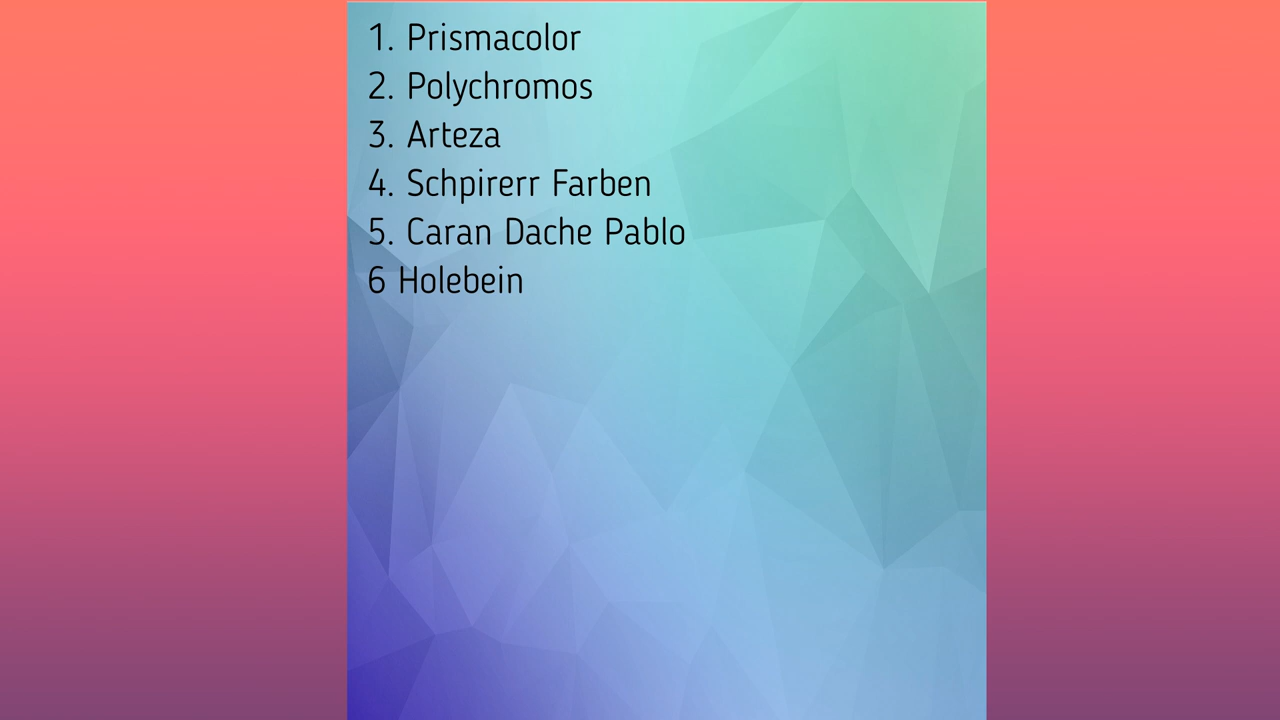 1. Prismacolor
2. Polychromos
3. Arteza
4. Schpirerr Farben
5. Caran Dache Pablo
6 Holebein